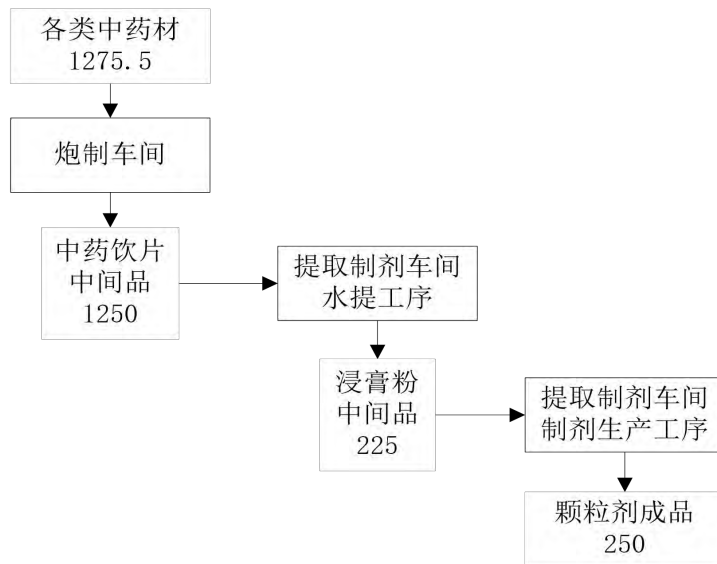 各类中药材
1275.5
炮制车间
中药饮片
中间品
1250
提取制剂车间
水提工序
浸膏粉
中间品
225
提取制剂车间
制剂生产工序
颗粒剂成品
250